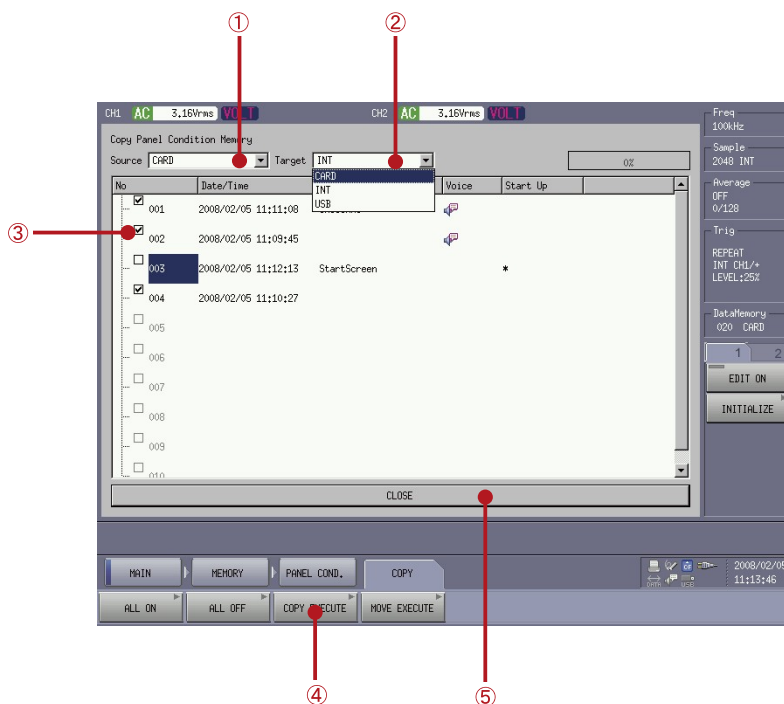 ① ②
CH1 AC 3.16Vrms VOLT CH2 AC 3.16Vrms VOLT
Copy Panel Condition Memory
Source CARD Target INT 0%
CARD
INT
USB
No Date/Time Voice Start Up
001 2008/02/05 11:11:08
③
002 2008/02/05 11:09:45
003 2008/02/05 11:12:13 StartScreen *
004 2008/02/05 11:10:27
005
006
007
008
009
010
CLOSE
Freq
100kHz
Sample
2048 INT
Average
OFF
0/128
Trig
REPEAT
INT CH1/+
LEVEL:25%
DataMemory
020 CARD
1 2
EDIT ON
INITIALIZE
MAIN MEMORY PANEL COND. COPY
DATA USB
2008/02/05
11:13:46
ALL ON ALL OFF COPY EXECUTE MOVE EXECUTE
④ ⑤